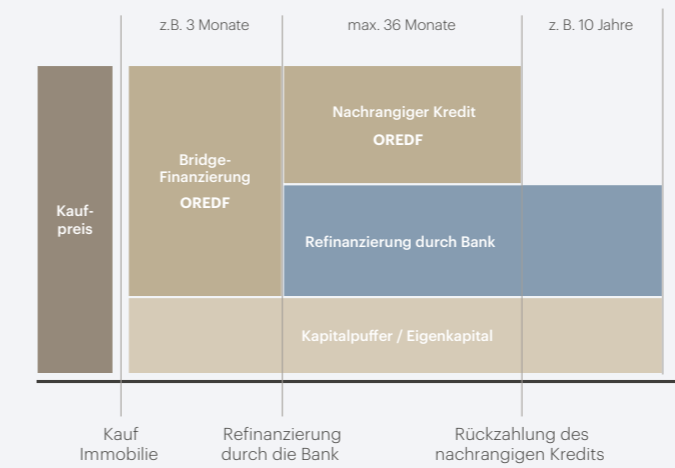 z.B. 3 Monate
max. 36 Monate
z. B. 10 Jahre
Kauf-
preis
Bridge-
Finanzierung
OREDF
Nachrangiger Kredit
OREDF
Refinanzierung durch Bank
Kapitalpuffer / Eigenkapital
Kauf
Immobilie
Refinanzierung
durch die Bank
Rückzahlung des
nachrangigen Kredits